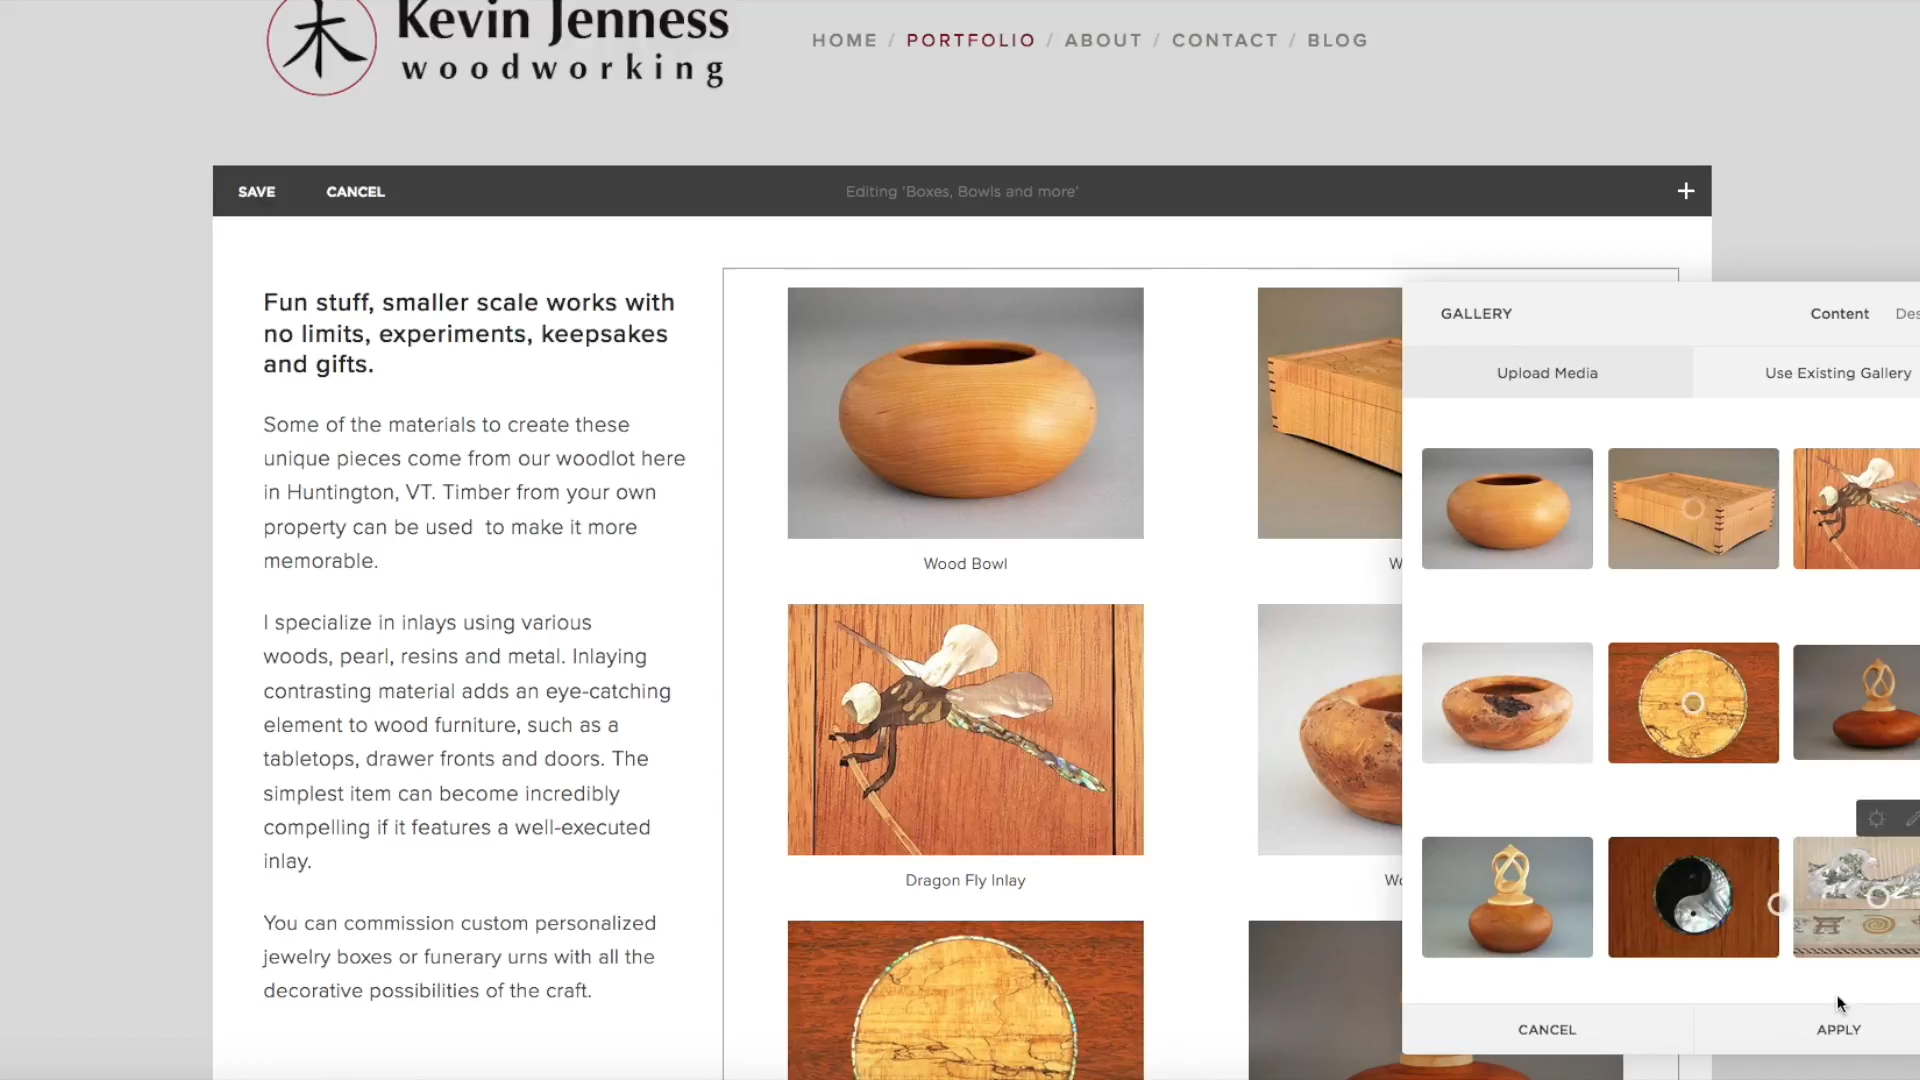 Kevin Jenness
woodworking
HOME / PORTFOLIO / ABOUT / CONTACT / BLOG
SAVE CANCEL Editing 'Boxes, Bowls and more' +
Fun stuff, smaller scale works with
no limits, experiments, keepsakes
and gifts.
Some of the materials to create these
unique pieces come from our woodlot here
in Huntington, VT. Timber from your own
property can be used to make it more
memorable.
I specialize in inlays using various
woods, pearl, resins and metal. Inlaying
contrasting material adds an eye-catching
element to wood furniture, such as a
tabletops, drawer fronts and doors. The
simplest item can become incredibly
compelling if it features a well-executed
inlay.
You can commission custom personalized
jewelry boxes or funerary urns with all the
decorative possibilities of the craft.
Wood Bowl
Dragon Fly Inlay
GALLERY Content
Upload Media Use Existing Gallery
CANCEL APPLY